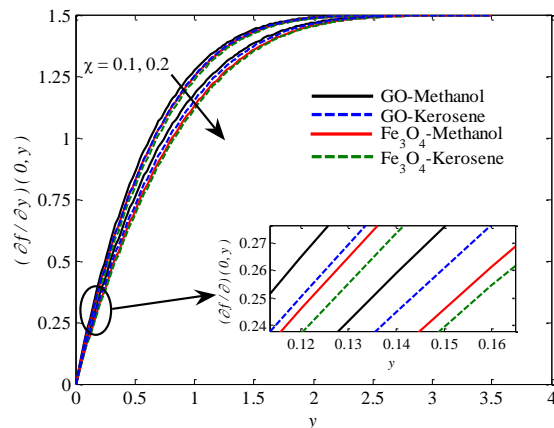 1.5
1.25
1
0.75
0.5
0.25
0
(∂f/∂y)(0,y)
χ = 0.1, 0.2
GO-Methanol
GO-Kerosene
Fe₃O₄-Methanol
Fe₃O₄-Kerosene
0.27
0.26
0.25
0.24
(∂f/∂y)(0,y)
0.12 0.13 0.14 0.15 0.16
y
0 0.5 1 1.5 2 2.5 3 3.5 4
y